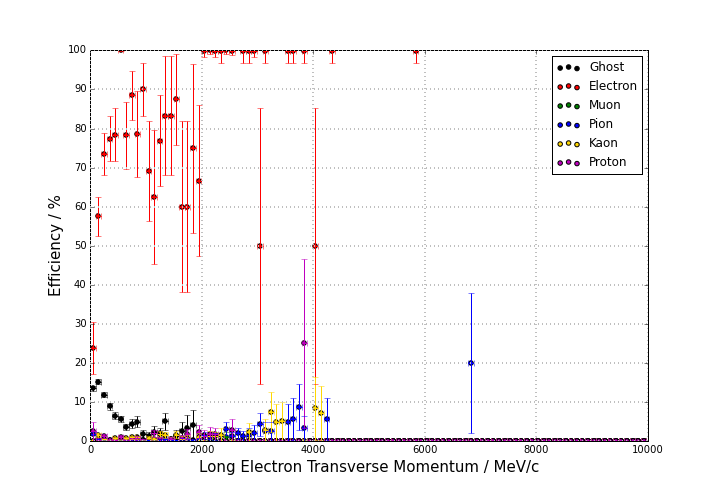 100
90
80
70
60
50
40
30
20
10
0
Efficiency / %
Ghost
Electron
Muon
Pion
Kaon
Proton
0 2000 4000 6000 8000 10000
Long Electron Transverse Momentum / MeV/c